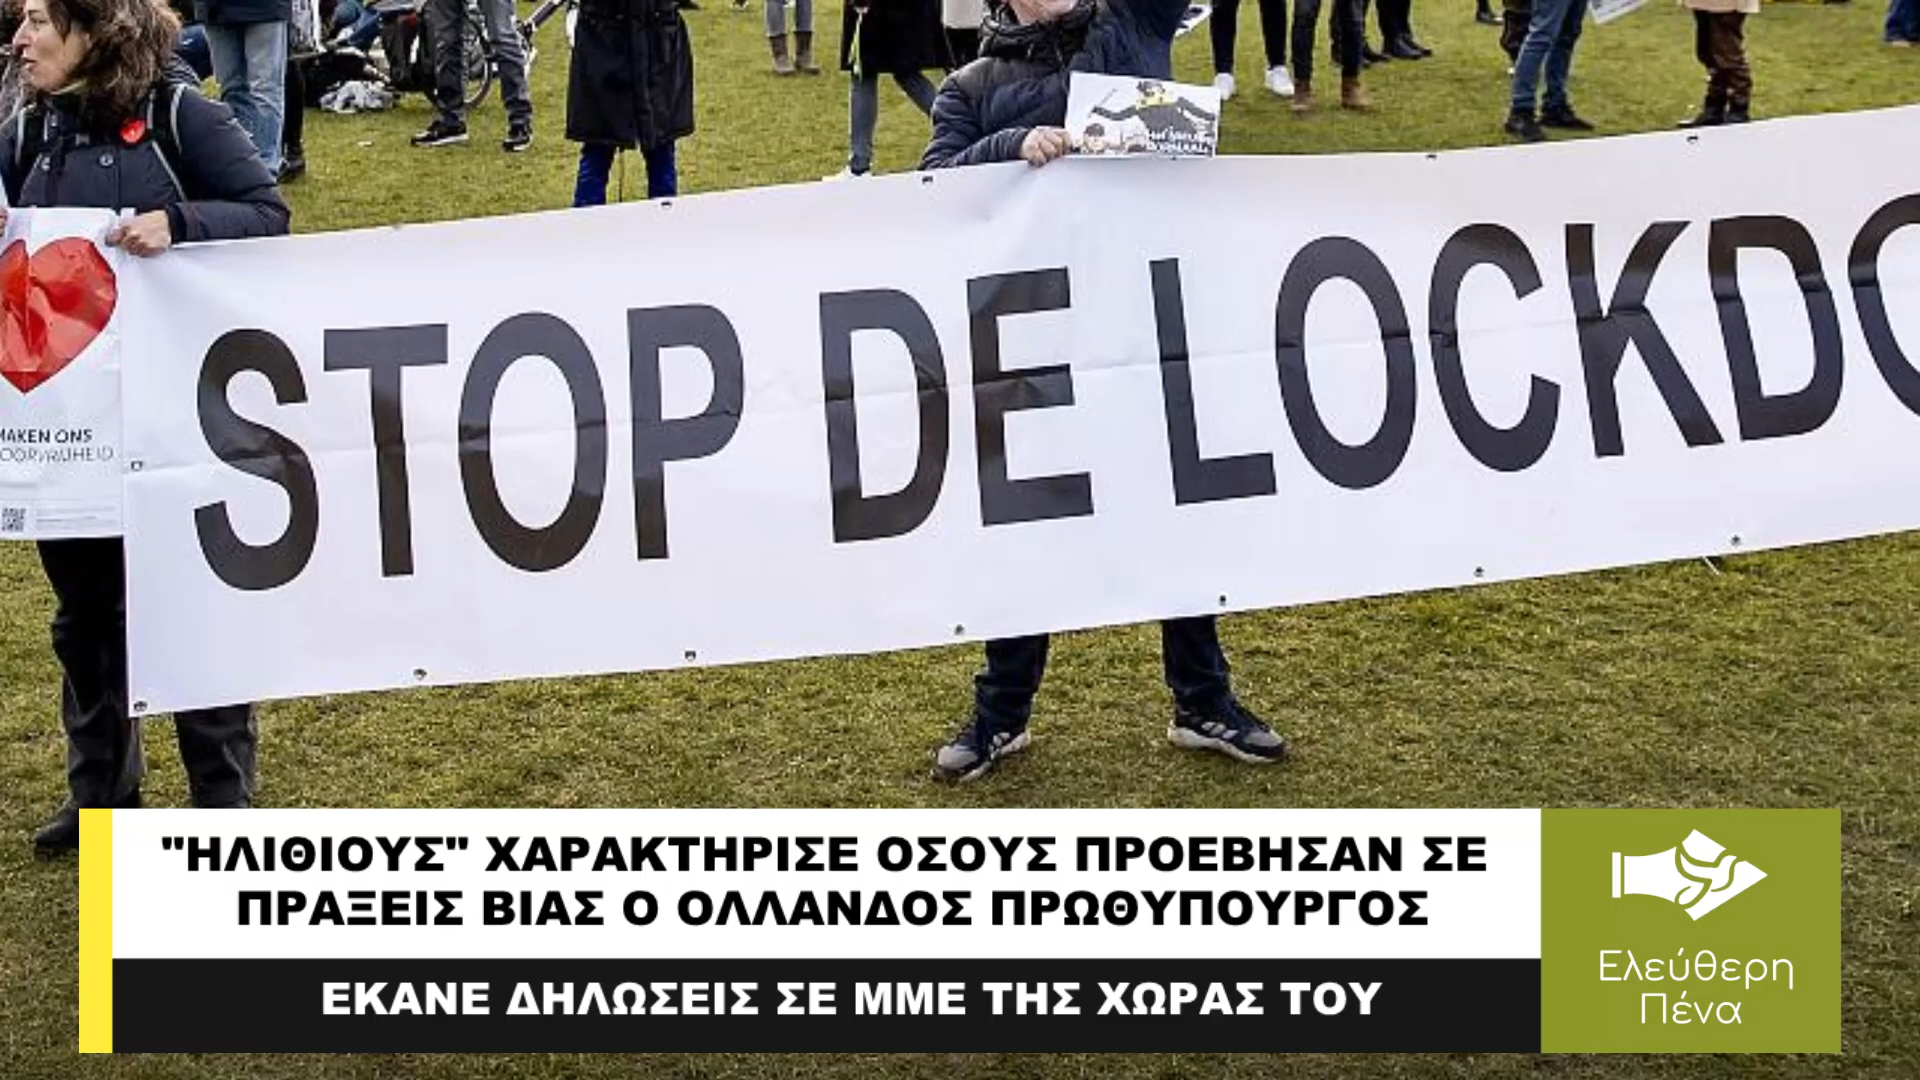 STOP DE LOCKDO
MAKEN ONS
"ΗΛΙΘΙΟΥΣ" ΧΑΡΑΚΤΗΡΙΣΕ ΟΣΟΥΣ ΠΡΟΕΒΗΣΑΝ ΣΕ
ΠΡΑΞΕΙΣ ΒΙΑΣ Ο ΟΛΛΑΝΔΟΣ ΠΡΩΘΥΠΟΥΡΓΟΣ
ΕΚΑΝΕ ΔΗΛΩΣΕΙΣ ΣΕ ΜΜΕ ΤΗΣ ΧΩΡΑΣ ΤΟΥ
Ελεύθερη
Πένα